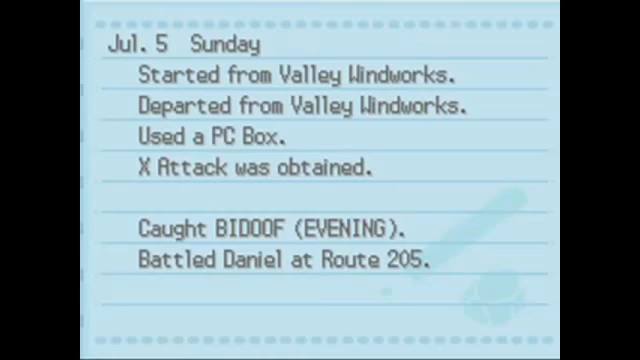 Jul. 5 Sunday
Started from Valley Windworks.
Departed from Valley Windworks.
Used a PC Box.
X Attack was obtained.
Caught BIDOOF (EVENING).
Battled Daniel at Route 205.